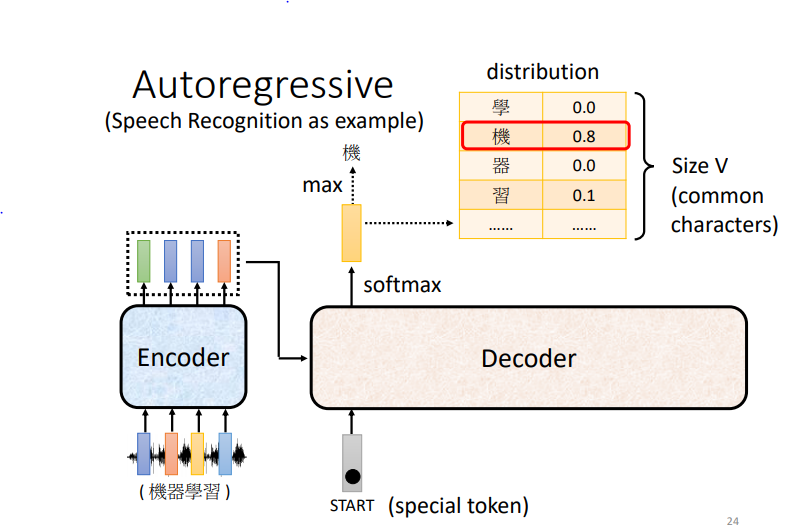 Autoregressive
(Speech Recognition as example)
distribution
學 0.0
機 0.8
器 0.0
習 0.1
…… ……
Size V
(common
characters)
機
max
softmax
Encoder
Decoder
( 機器學習 )
START (special token)
24